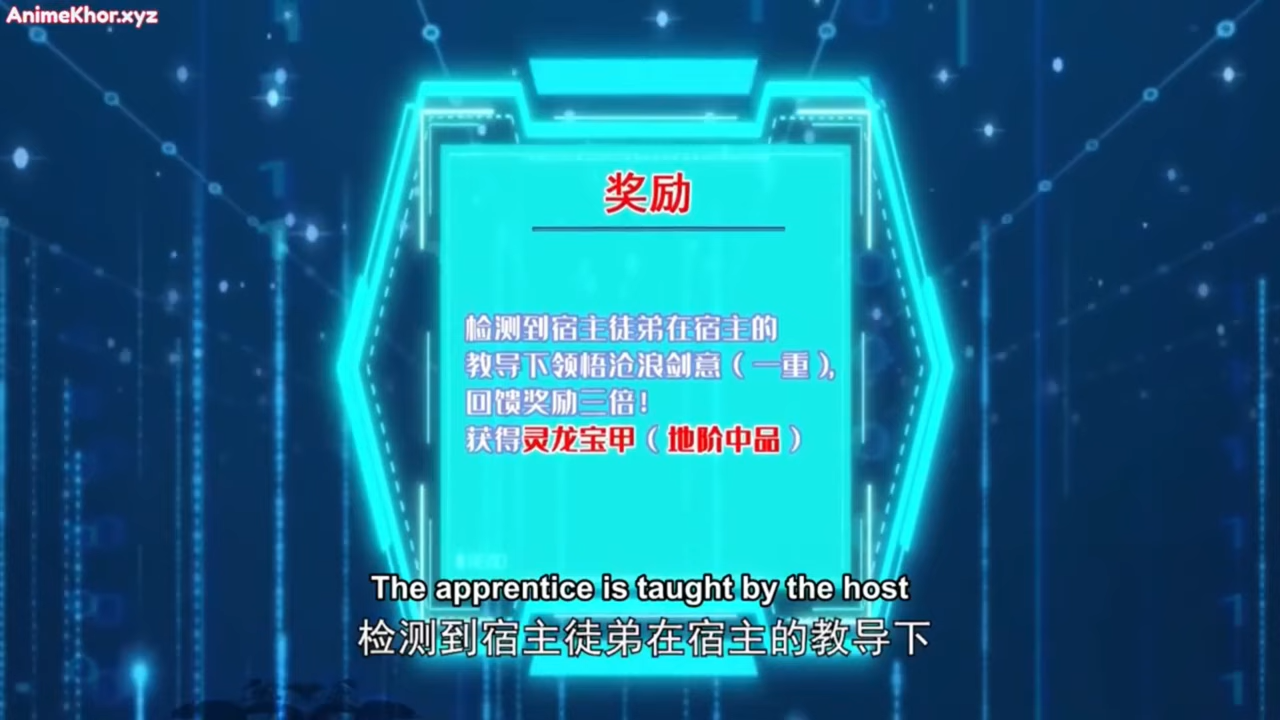 AnimeKhor.xyz
奖励
检测到宿主徒弟在宿主的
教导下领悟沧浪剑意（一重），
回馈奖励三倍！
获得灵龙宝甲（地阶中品）
The apprentice is taught by the host
检测到宿主徒弟在宿主的教导下